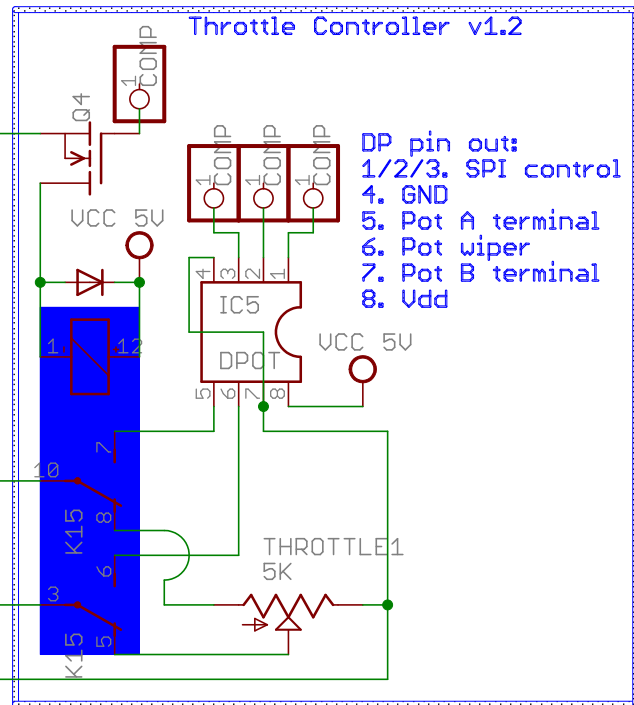 Throttle Controller v1.2
1
COMP
Q4
1
COMP
1
COMP
1
COMP
DP pin out:
1/2/3. SPI control
4. GND
5. Pot A terminal
6. Pot wiper
7. Pot B terminal
8. Vdd
VCC 5V
4
3
2
1
IC5
DPOT
VCC 5V
1
12
5
6
7
8
7
10
8
K15
6
THROTTLE1
5K
3
5
K15